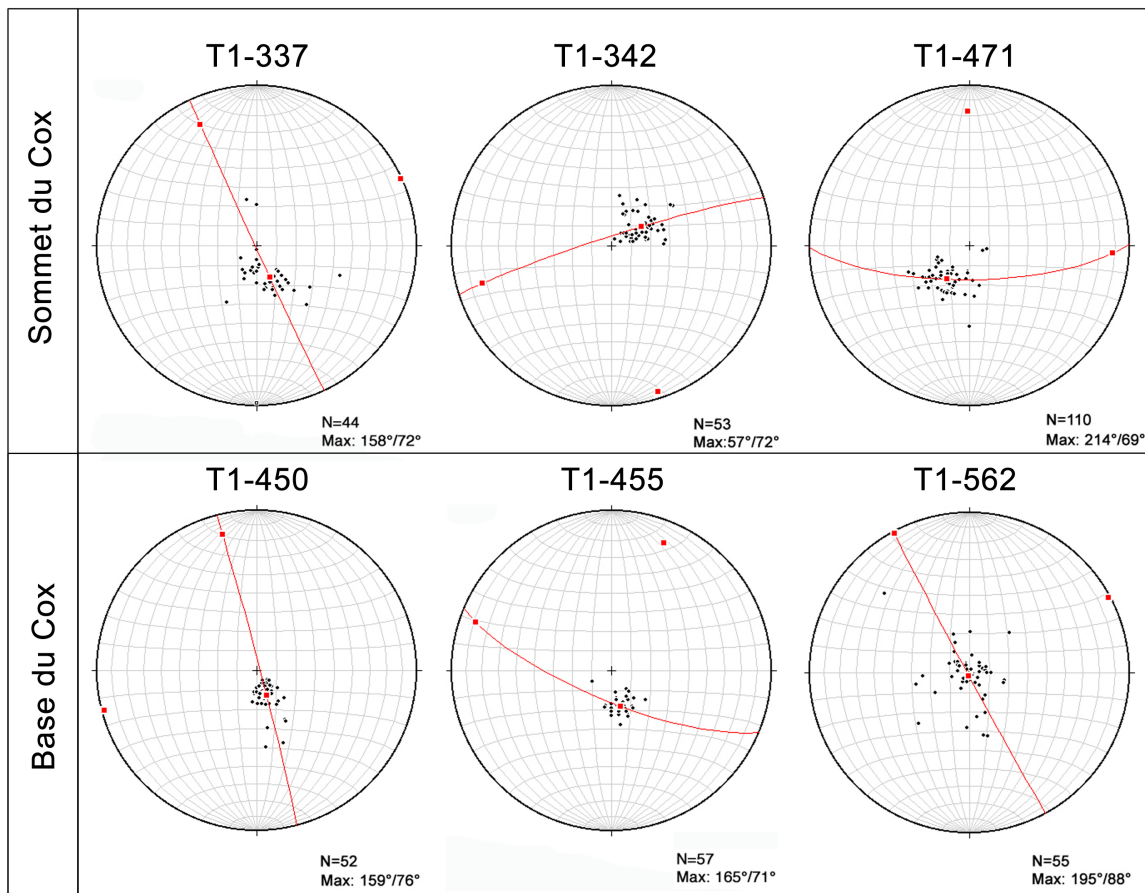 Sommet du Cox
T1-337
T1-342
T1-471
N=44
Max: 158°/72°
N=53
Max:57°/72°
N=110
Max: 214°/69°
Base du Cox
T1-450
T1-455
T1-562
N=52
Max: 159°/76°
N=57
Max: 165°/71°
N=55
Max: 195°/88°